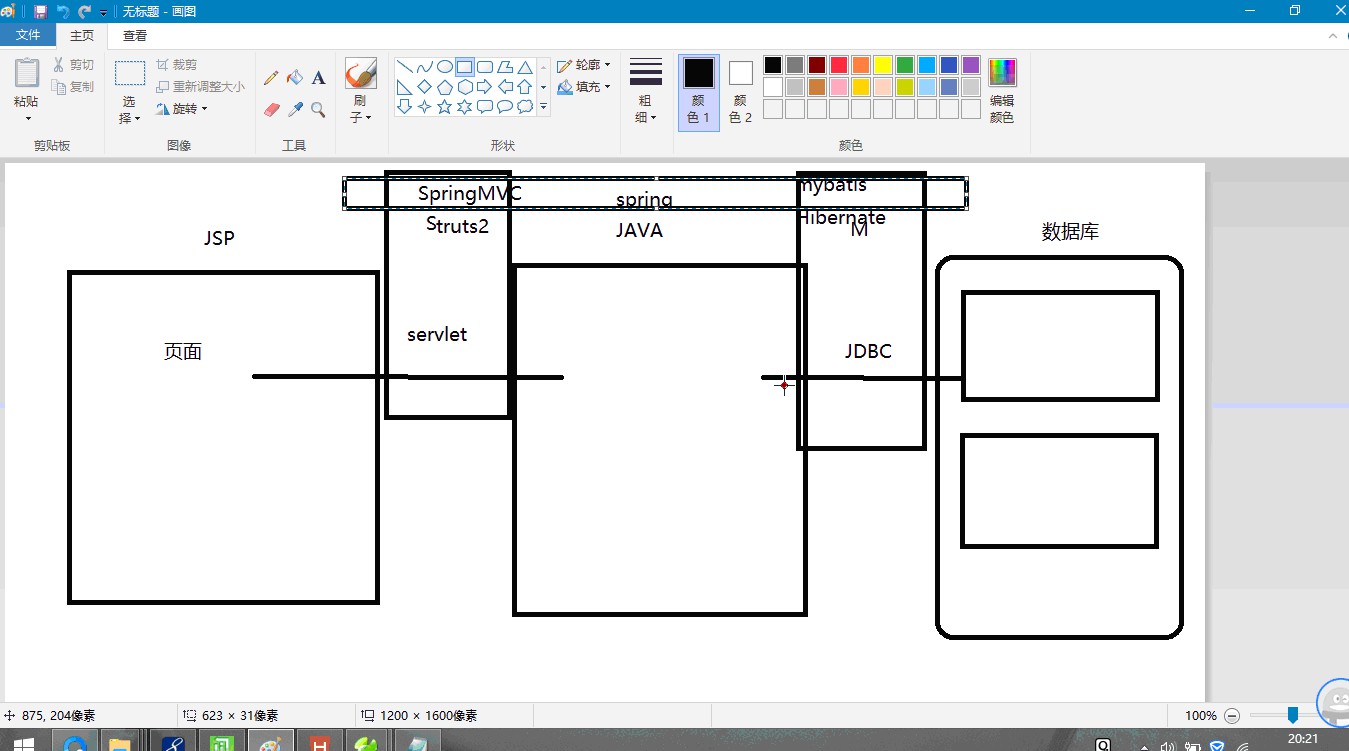 无标题 - 画图
文件
主页
查看
粘贴
剪切
复制
剪贴板
选
择
裁剪
重新调整大小
旋转
图像
A
工具
刷
子
形状
轮廓
填充
粗
细
颜
色 1
颜
色 2
编辑
颜色
颜色
SpringMVC
spring
mybatis
Struts2
JAVA
Hibernate
M
JSP
数据库
servlet
页面
JDBC
875, 204像素
623 × 31像素
1200 × 1600像素
100%
20:21